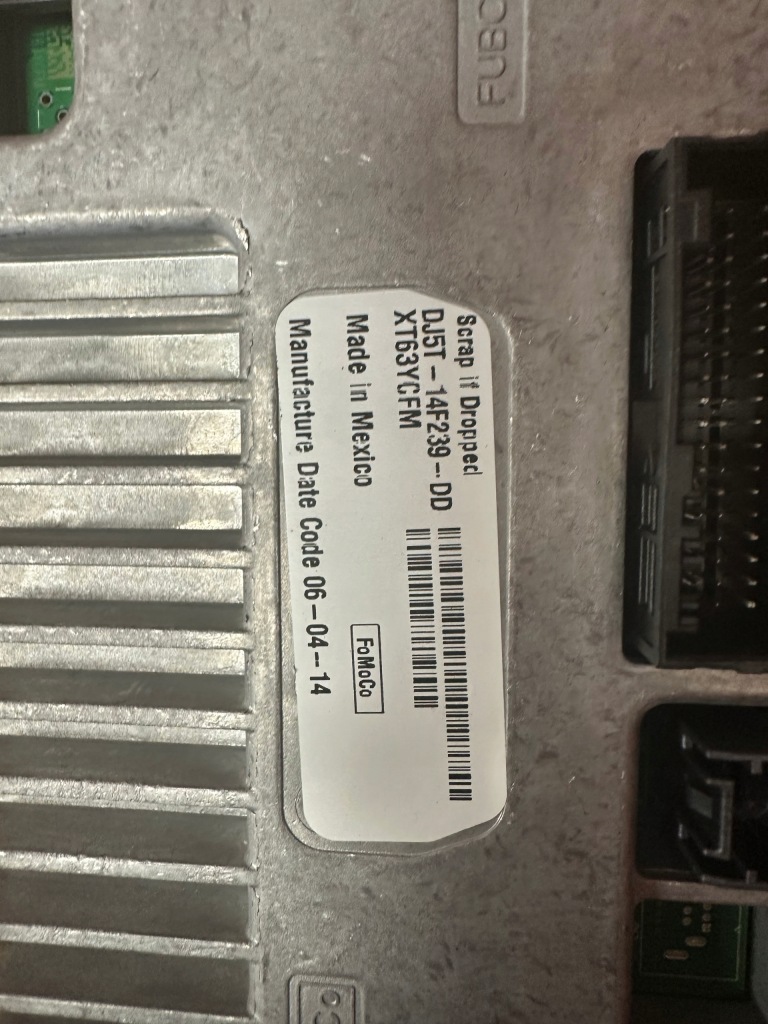 Scrap if Dropped
DJ5T-14F239-DD
XT63YCFM
Made in Mexico
FoMoCo
Manufacture Date Code 06-04-14